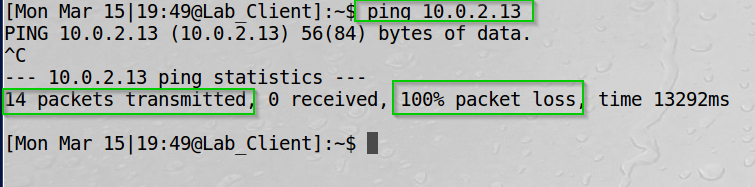 [Mon Mar 15|19:49@Lab_Client]:~$ ping 10.0.2.13
PING 10.0.2.13 (10.0.2.13) 56(84) bytes of data.
^C
--- 10.0.2.13 ping statistics ---
14 packets transmitted, 0 received, 100% packet loss, time 13292ms
[Mon Mar 15|19:49@Lab_Client]:~$